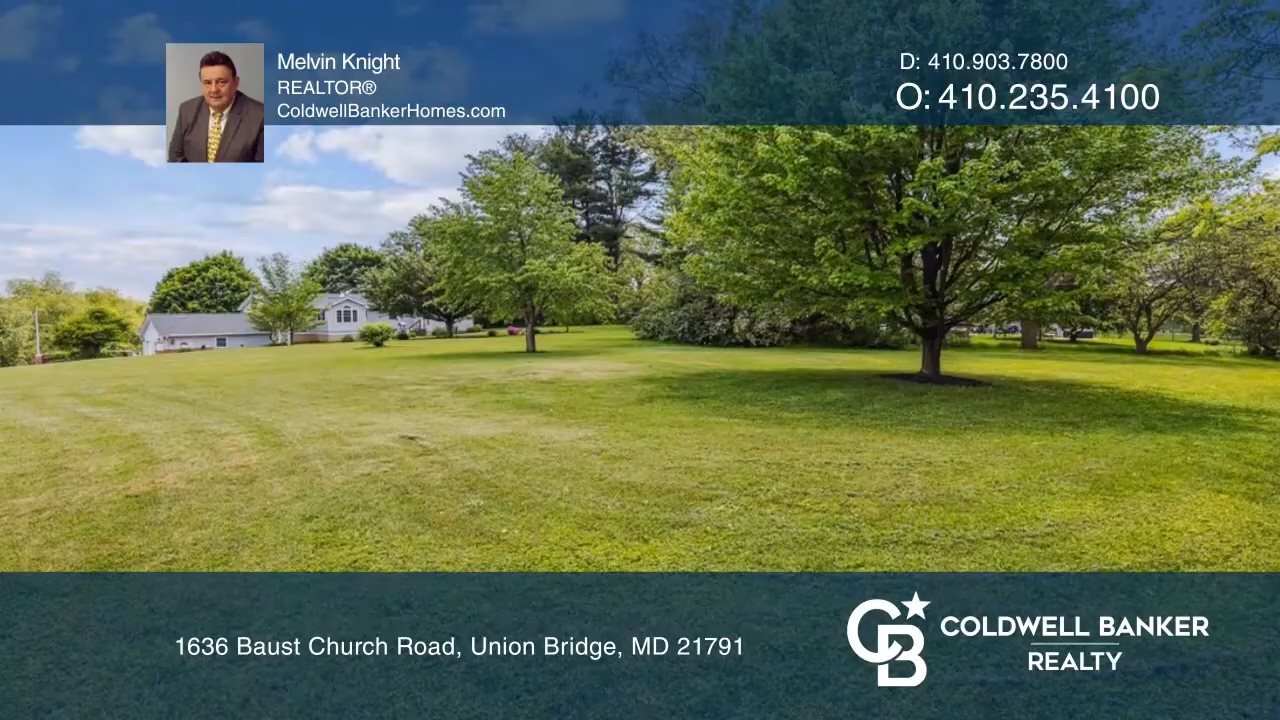 Melvin Knight
REALTOR®
ColdwellBankerHomes.com
D: 410.903.7800
O: 410.235.4100
1636 Baust Church Road, Union Bridge, MD 21791
CB
COLDWELL BANKER
REALTY